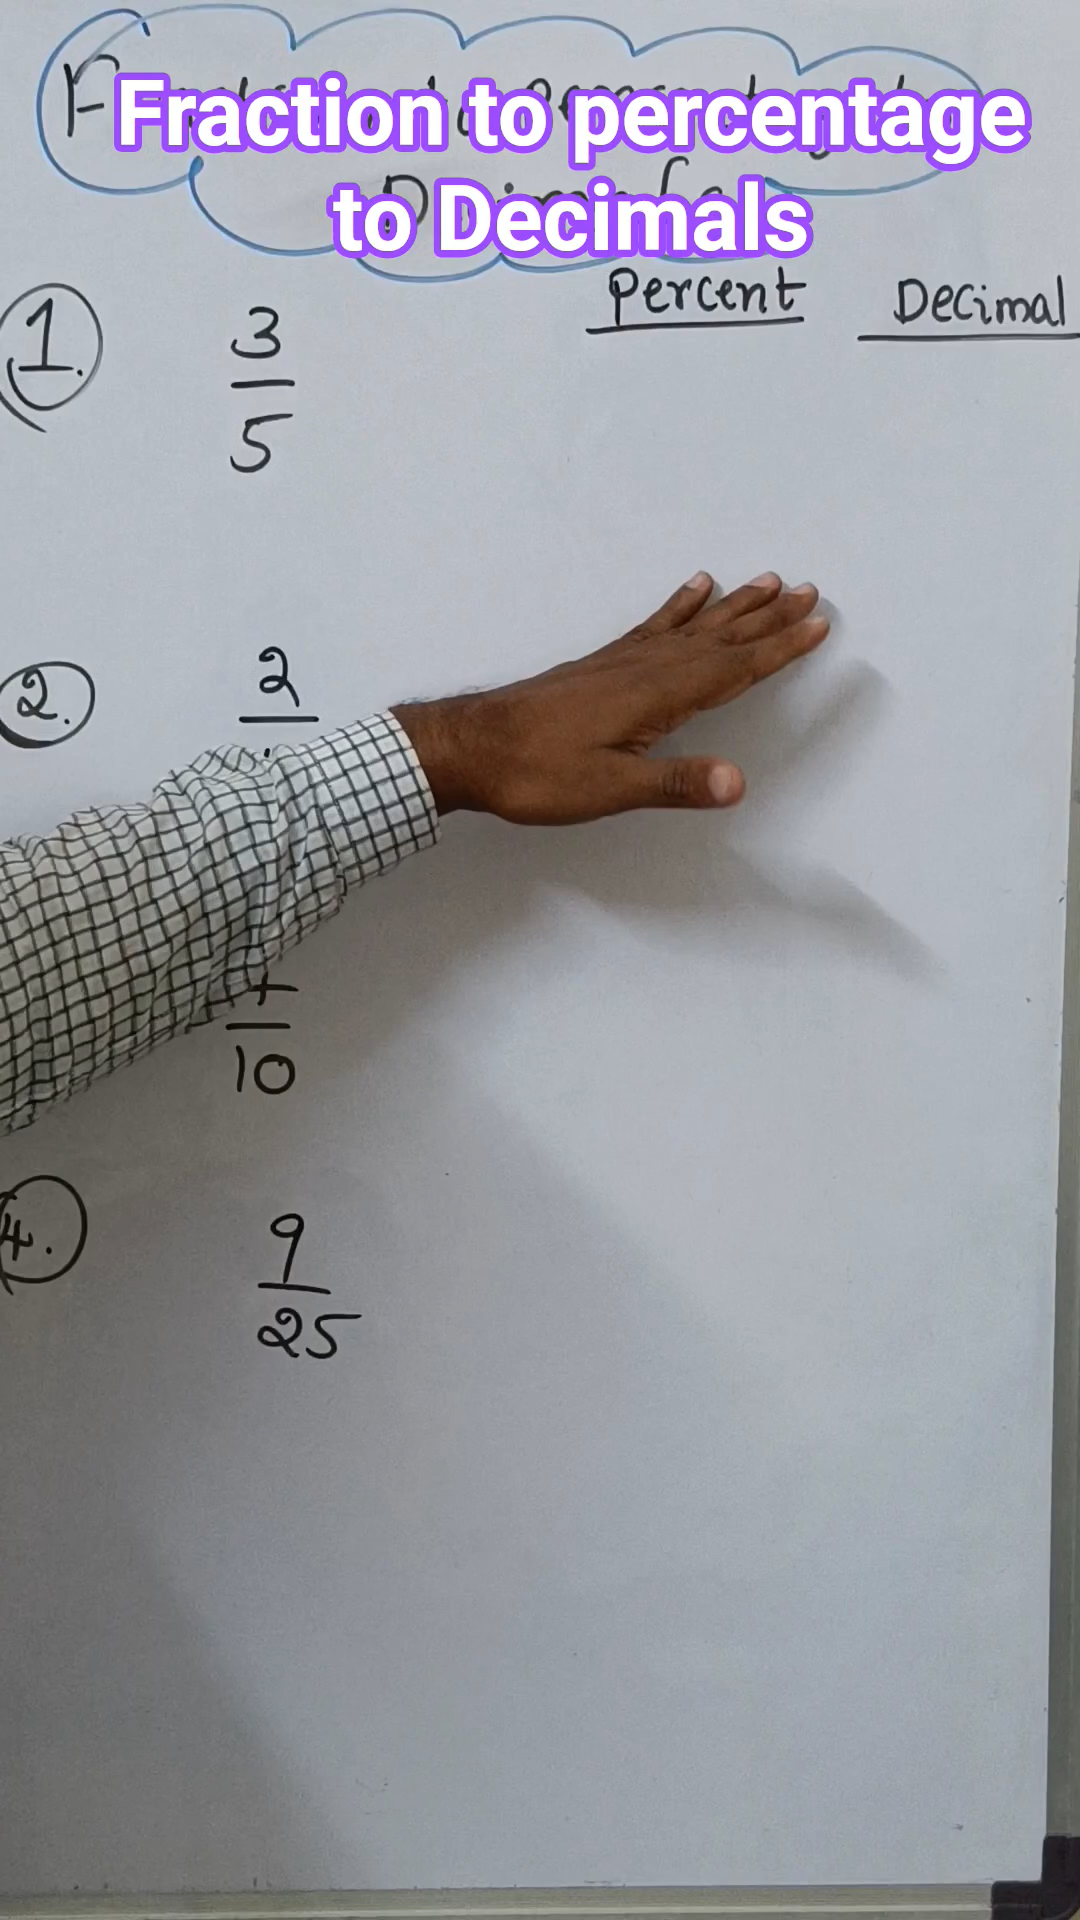 Fraction to percentage
to Decimals
Percent Decimal
1. 3
5
2. 2
10
4. 9
25